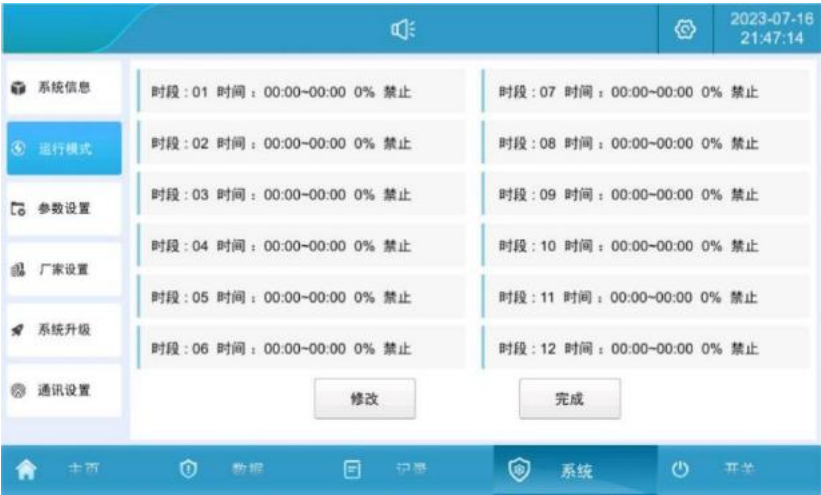 2023-07-16
21:47:14
系统信息
运行模式
参数设置
厂家设置
系统升级
通讯设置
时段：01 时间：00:00~00:00 0% 禁止
时段：02 时间：00:00~00:00 0% 禁止
时段：03 时间：00:00~00:00 0% 禁止
时段：04 时间：00:00~00:00 0% 禁止
时段：05 时间：00:00~00:00 0% 禁止
时段：06 时间：00:00~00:00 0% 禁止
时段：07 时间：00:00~00:00 0% 禁止
时段：08 时间：00:00~00:00 0% 禁止
时段：09 时间：00:00~00:00 0% 禁止
时段：10 时间：00:00~00:00 0% 禁止
时段：11 时间：00:00~00:00 0% 禁止
时段：12 时间：00:00~00:00 0% 禁止
修改
完成
主页
数据
记录
系统
开关